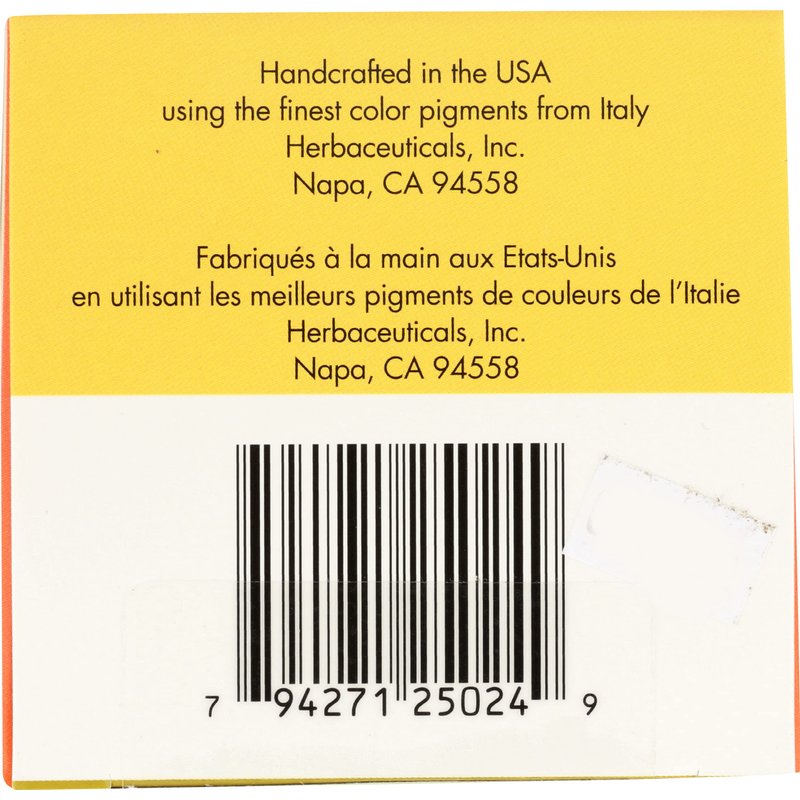 Handcrafted in the USA
using the finest color pigments from Italy
Herbaceuticals, Inc.
Napa, CA 94558
Fabriqués à la main aux Etats-Unis
en utilisant les meilleurs pigments de couleurs de l'Italie
Herbaceuticals, Inc.
Napa, CA 94558
7 94271 25024 9